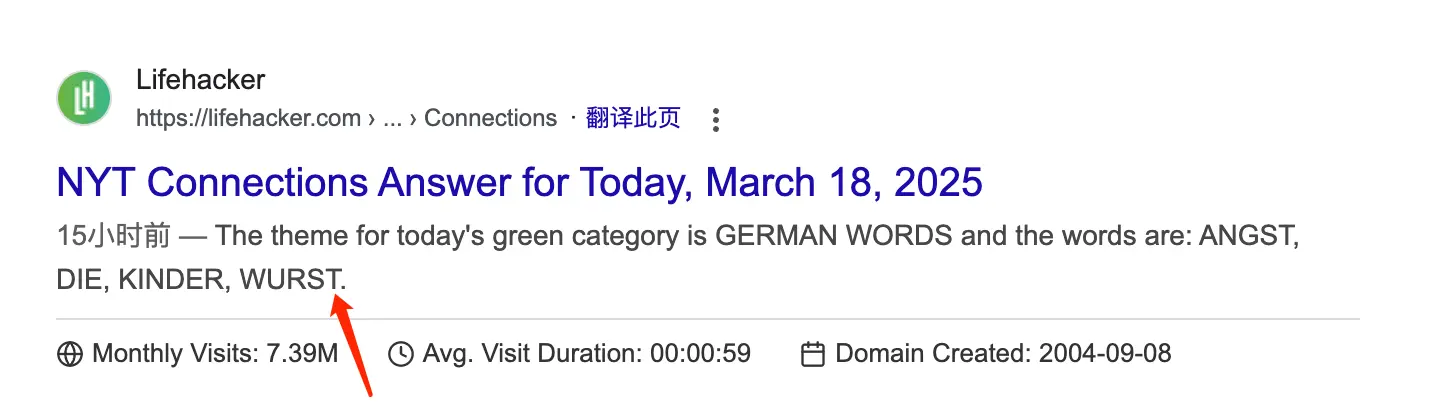 LH
Lifehacker
https://lifehacker.com › ... › Connections · 翻译此页
NYT Connections Answer for Today, March 18, 2025
15小时前 — The theme for today's green category is GERMAN WORDS and the words are: ANGST,
DIE, KINDER, WURST.
Monthly Visits: 7.39M Avg. Visit Duration: 00:00:59 Domain Created: 2004-09-08